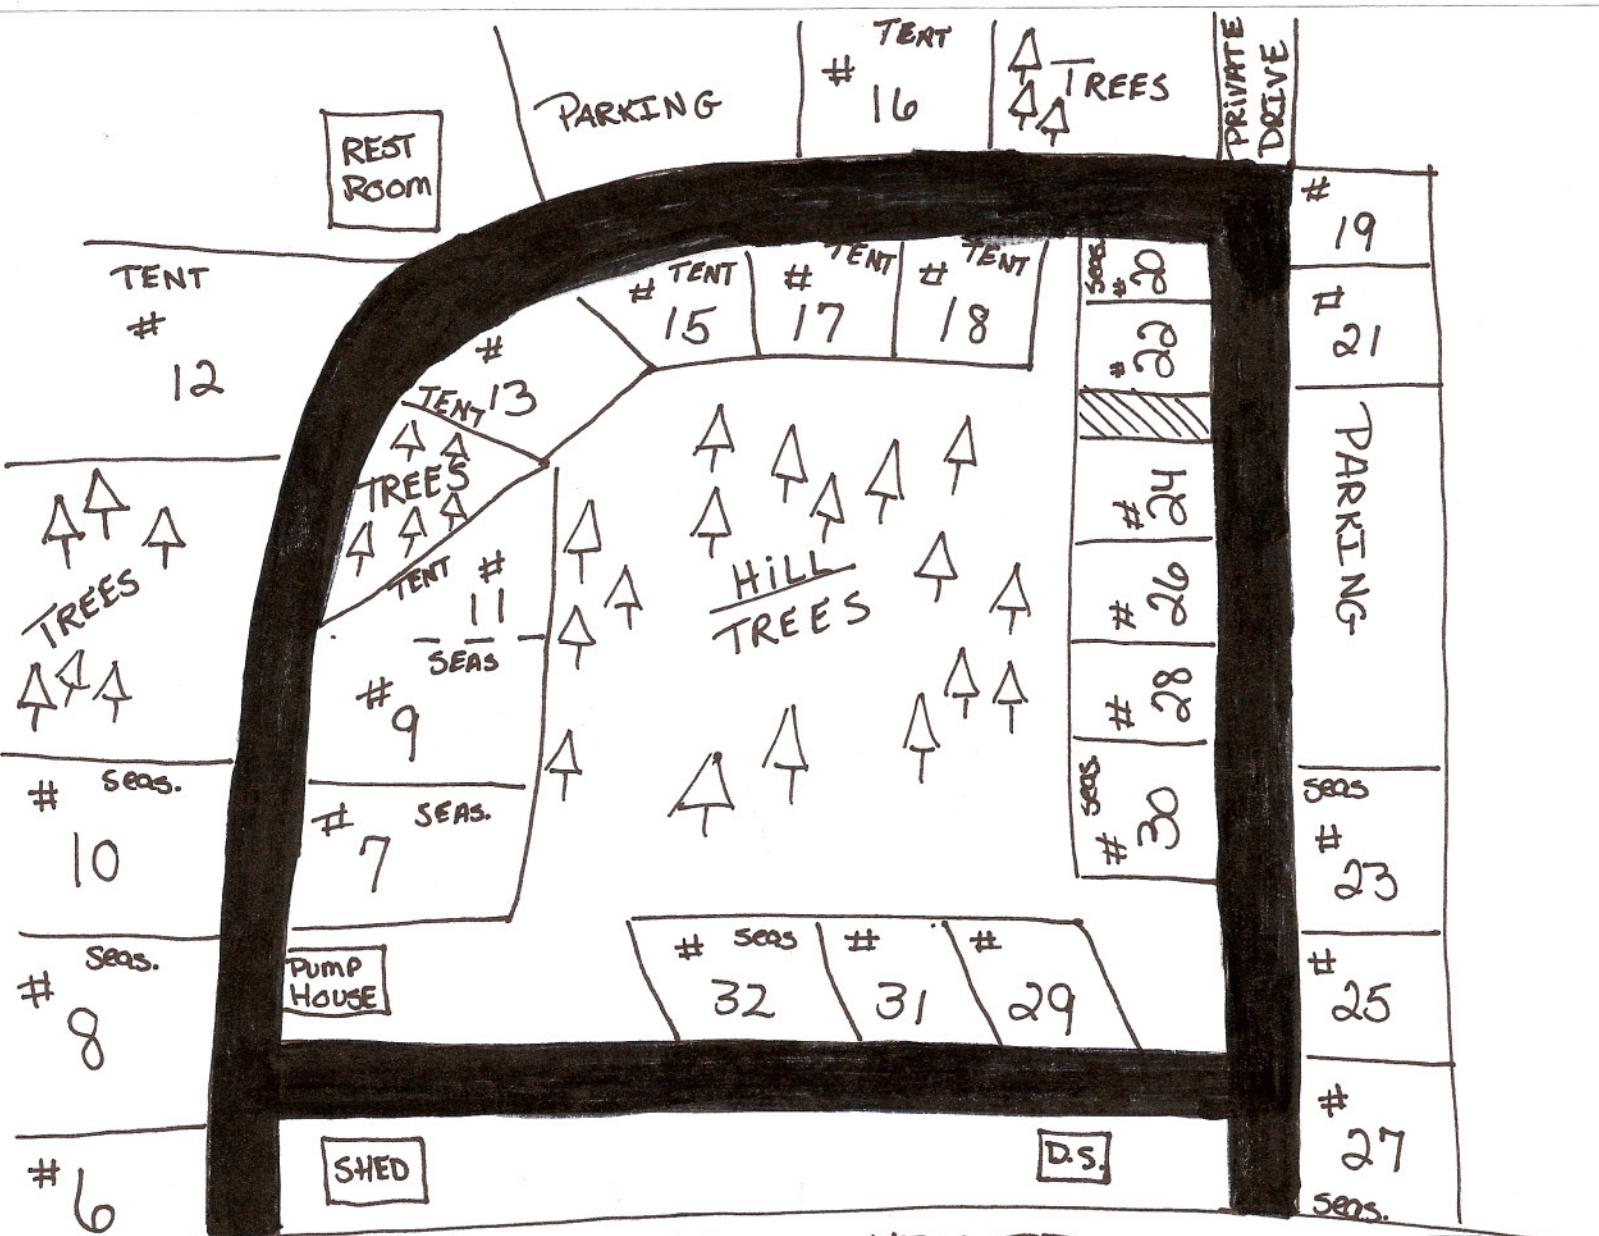 TENT
# 16
PARKING
TREES
PRIVATE
DRIVE
REST
ROOM
# 19
TENT
# 12
# TENT
15
# TENT
17
# TENT
18
seas.
# 20
# 21
# 22
#
TENT 13
TREES
PARKING
# 24
TREES
TENT #
11
HILL
TREES
# 26
SEAS
# 9
# 28
# seas.
10
# SEAS.
7
seas
# 30
seas
# 23
# seas.
8
PUMP
HOUSE
# seas
32
# 31
# 29
# 25
# 6
SHED
D.S.
# 27
seas.